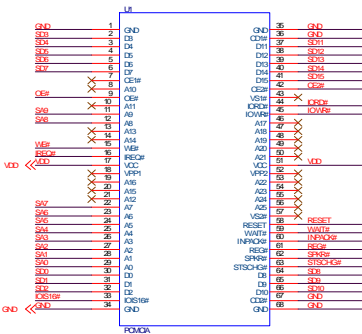 U1
GND 1 GND GND 35 GND
SD3 2 D3 CD1# 36 GND
SD4 3 D4 D11 37 SD11
SD5 4 D5 D12 38 SD12
SD6 5 D6 D13 39 SD13
SD7 6 D7 D14 40 SD14
7 CE1# D15 41 SD15
8 A10 CE2# 42 CE2#
OE# 9 OE# VS1# 43
10 A11 IORD# 44 IORD#
SA9 11 A9 IOWR# 45 IOWR#
SA8 12 A8 A17 46
13 A13 A18 47
14 A14 A19 48
WE# 15 WE# A20 49
IREQ# 16 IREQ# A21 50
VDD VDD 17 VCC VCC 51 VDD
18 VPP1 VPP2 52
19 A16 A22 53
20 A15 A23 54
21 A12 A24 55
SA7 22 A7 A25 56
SA6 23 A6 VS2# 57
SA5 24 A5 RESET 58 RESET
SA4 25 A4 WAIT# 59 WAIT#
SA3 26 A3 INPACK# 60 INPACK#
SA2 27 A2 REG# 61 REG#
SA1 28 A1 SPKR# 62 SPKR#
SA0 29 A0 STSCHG# 63 STSCHG#
SD0 30 D0 D8 64 SD8
SD1 31 D1 D9 65 SD9
SD2 32 D2 D10 66 SD10
IOIS16# 33 IOIS16# CD2# 67 GND
GND GND 34 GND GND 68 GND
PCMCIA